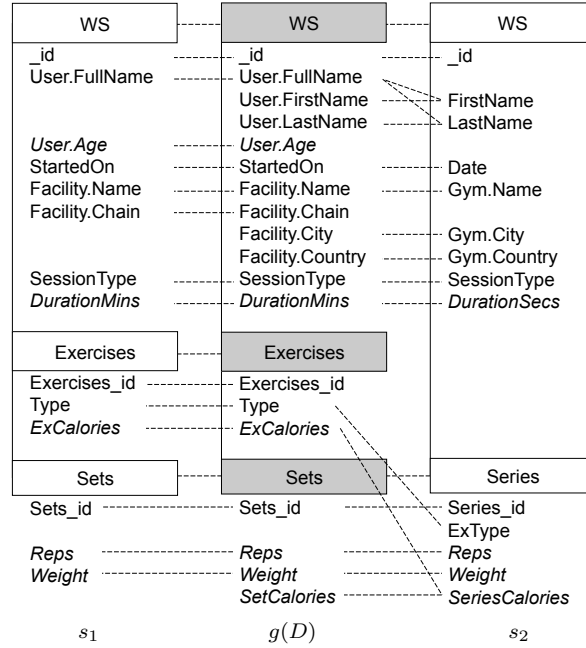 WS WS WS
_id _id _id
User.FullName User.FullName
User.FirstName FirstName
User.LastName LastName
User.Age User.Age
StartedOn StartedOn Date
Facility.Name Facility.Name Gym.Name
Facility.Chain Facility.Chain
Facility.City Gym.City
Facility.Country Gym.Country
SessionType SessionType SessionType
DurationMins DurationMins DurationSecs
Exercises Exercises
Exercises_id Exercises_id
Type Type
ExCalories ExCalories
Sets Sets Series
Sets_id Sets_id Series_id
ExType
Reps Reps Reps
Weight Weight Weight
SetCalories SeriesCalories
s₁ g(D) s₂